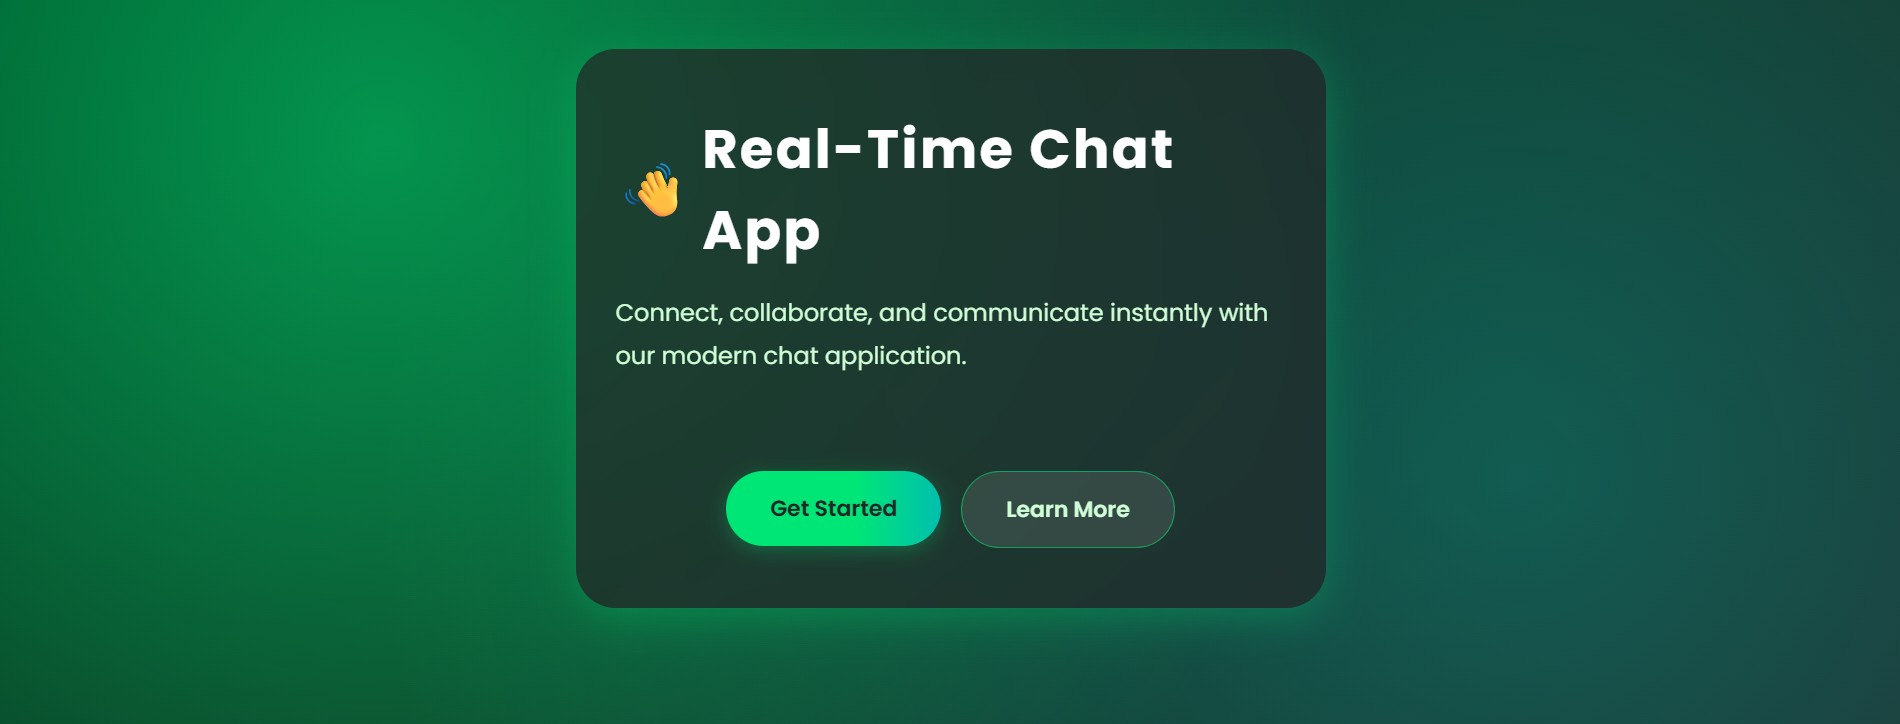 Real-Time Chat
App
Connect, collaborate, and communicate instantly with
our modern chat application.
Get Started
Learn More